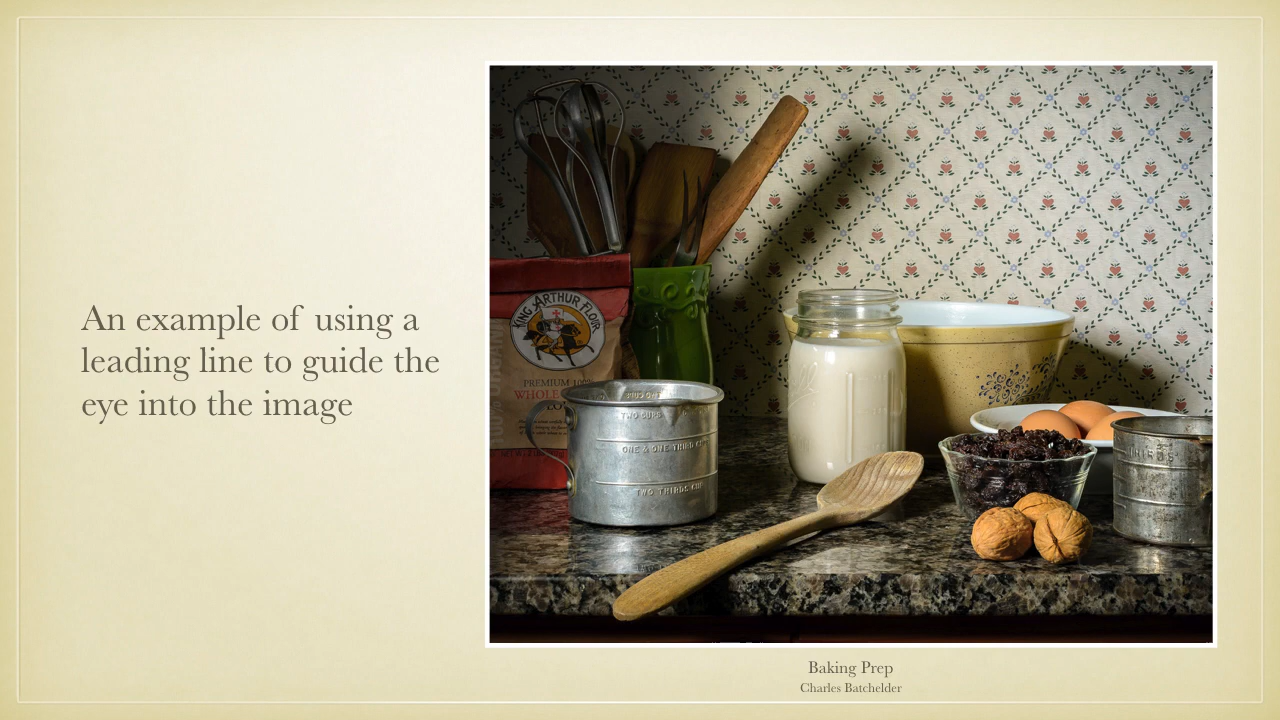 An example of using a
leading line to guide the
eye into the image
KING ARTHUR FLOUR
PREMIUM 100%
WHOLE
TWO CUPS
ONE & ONE THIRD
TWO THIRDS CUP
THIRDS
Baking Prep
Charles Batchelder